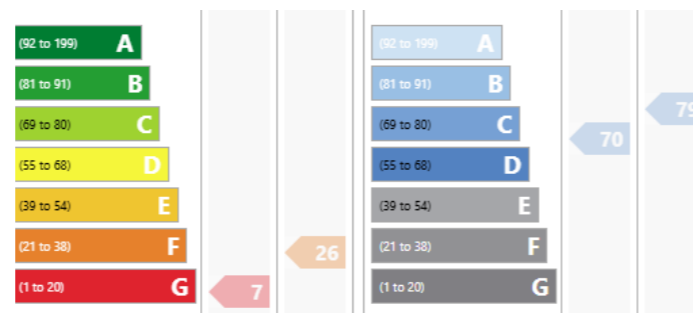 (92 to 199) A
(81 to 91) B
(69 to 80) C
(55 to 68) D
(39 to 54) E
(21 to 38) F
(1 to 20) G
7
26
(92 to 199) A
(81 to 91) B
(69 to 80) C
(55 to 68) D
(39 to 54) E
(21 to 38) F
(1 to 20) G
70
79